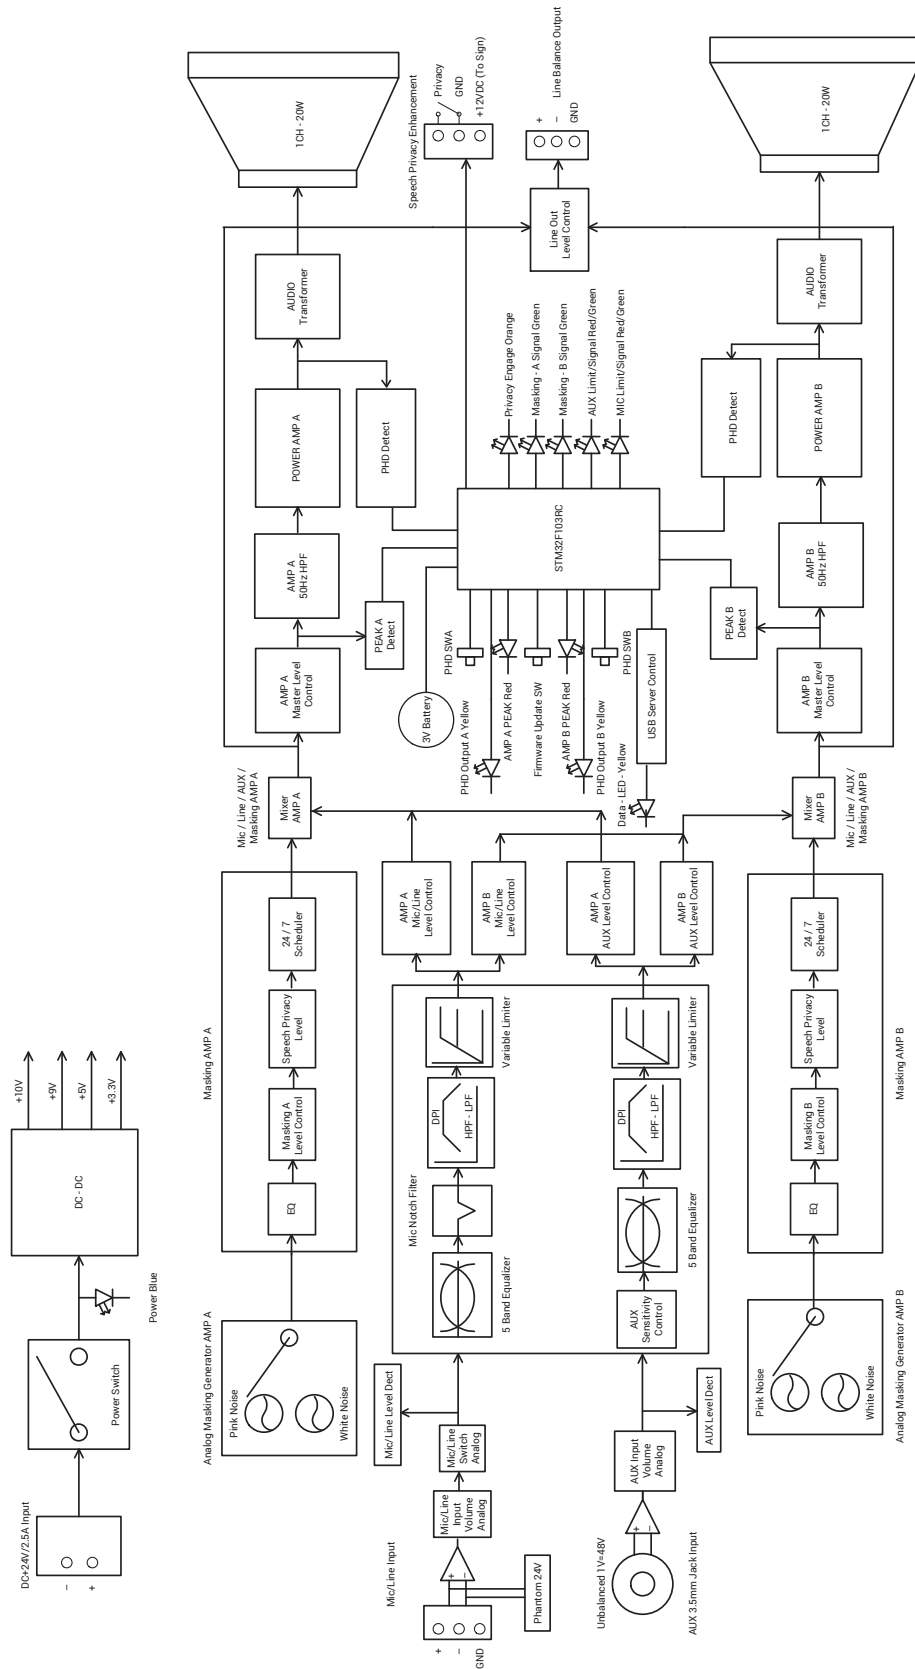 DC+24V/2.5A Input
–
+
Power Switch
Power Blue
DC - DC
+10V
+9V
+5V
+3.3V
Analog Masking Generator AMP A
Pink Noise
White Noise
Masking AMP A
EQ
Masking A
Level Control
Speech Privacy
Level
24 / 7
Scheduler
Mic / Line / AUX /
Masking AMP A
Mixer
AMP A
AMP A
Master Level
Control
AMP A
50Hz HPF
POWER AMP A
AUDIO
Transformer
1CH - 20W
PEAK A
Detect
PHD Detect
Mic/Line Input
+
–
GND
Phantom 24V
+
–
Mic/Line
Input
Volume
Analog
Mic/Line
Switch
Analog
Mic/Line Level Dect
5 Band Equalizer
Mic Notch Filter
DPI
HPF - LPF
Variable Limiter
AMP A
Mic/Line
Level Control
AMP B
Mic/Line
Level Control
Unbalanced 1V=48V
AUX 3.5mm Jack Input
+
–
AUX Input
Volume
Analog
AUX Level Dect
AUX
Sensitivity
Control
5 Band Equalizer
DPI
HPF - LPF
Variable Limiter
AMP A
AUX Level Control
AMP B
AUX Level Control
3V Battery
PHD SWA
PHD Output A Yellow
AMP A PEAK Red
Firmware Update SW
AMP B PEAK Red
PHD Output B Yellow
PHD SWB
Data - LED - Yellow
USB Server Control
STM32F103RC
Privacy Engage Orange
Masking - A Signal Green
Masking - B Signal Green
AUX Limit/Signal Red/Green
MIC Limit/Signal Red/Green
Speech Privacy Enhancement
Privacy
GND
+12VDC (To Sign)
Line Out
Level Control
Line Balance Output
+
–
GND
Analog Masking Generator AMP B
Pink Noise
White Noise
Masking AMP B
EQ
Masking B
Level Control
Speech Privacy
Level
24 / 7
Scheduler
Mic / Line / AUX /
Masking AMP B
Mixer
AMP B
AMP B
Master Level
Control
AMP B
50Hz HPF
POWER AMP B
AUDIO
Transformer
1CH - 20W
PEAK B
Detect
PHD Detect